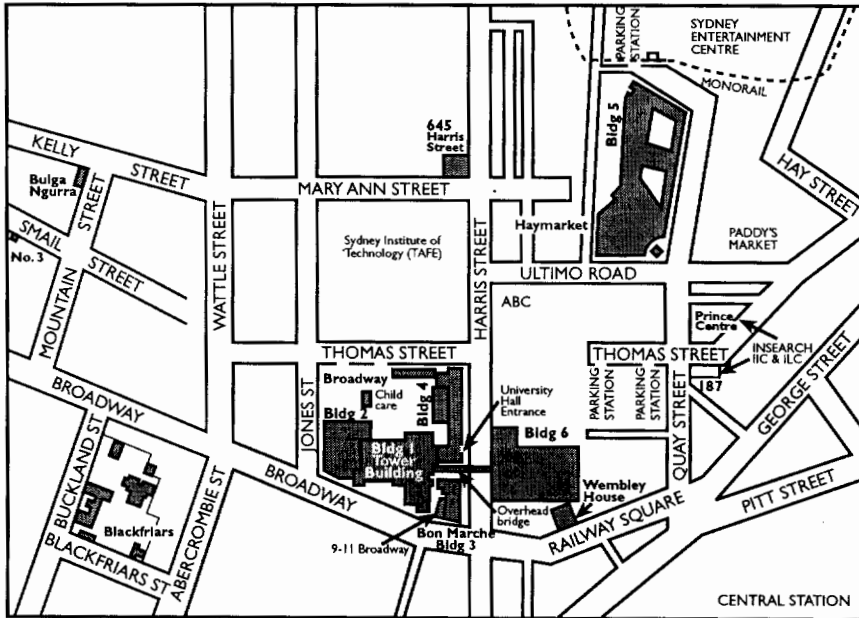 PARKING
STATION
SYDNEY
ENTERTAINMENT
CENTRE
MONORAIL
645
Harris
Street
Bldg 5
KELLY
STREET
Bulga
Ngurra
STREET
MARY ANN STREET
HAY STREET
SMAIL
STREET
No. 3
MOUNTAIN
WATTLE STREET
Sydney Institute of
Technology (TAFE)
HARRIS STREET
Haymarket
PADDY'S
MARKET
ULTIMO ROAD
ABC
Prince
Centre
THOMAS STREET
THOMAS STREET
INSEARCH
IIC & ILC
187
GEORGE STREET
BROADWAY
JONES ST
Broadway
Child
care
Bldg 4
Bldg 2
University
Hall
Entrance
PARKING
STATION
PARKING
STATION
QUAY STREET
Bldg 1
Tower
Building
Bldg 6
BUCKLAND ST
Blackfriars
ABERCROMBIE ST
BROADWAY
Overhead
bridge
Wembley
House
RAILWAY SQUARE
PITT STREET
BLACKFRIARS ST
9-11 Broadway
Bon Marche
Bldg 3
CENTRAL STATION